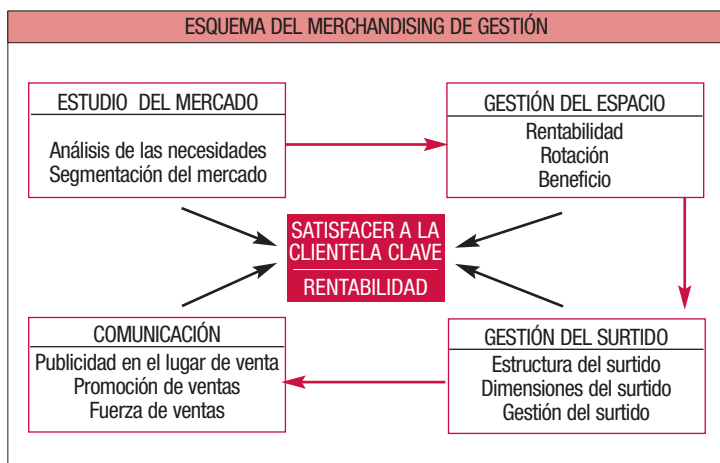 ESQUEMA DEL MERCHANDISING DE GESTIÓN
ESTUDIO DEL MERCADO
Análisis de las necesidades
Segmentación del mercado
GESTIÓN DEL ESPACIO
Rentabilidad
Rotación
Beneficio
SATISFACER A LA
CLIENTELA CLAVE
RENTABILIDAD
COMUNICACIÓN
Publicidad en el lugar de venta
Promoción de ventas
Fuerza de ventas
GESTIÓN DEL SURTIDO
Estructura del surtido
Dimensiones del surtido
Gestión del surtido